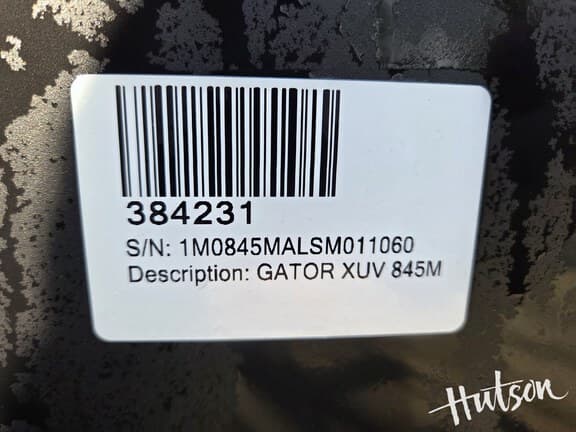 384231
S/N: 1M0845MALSM011060
Description: GATOR XUV 845M
Hutson